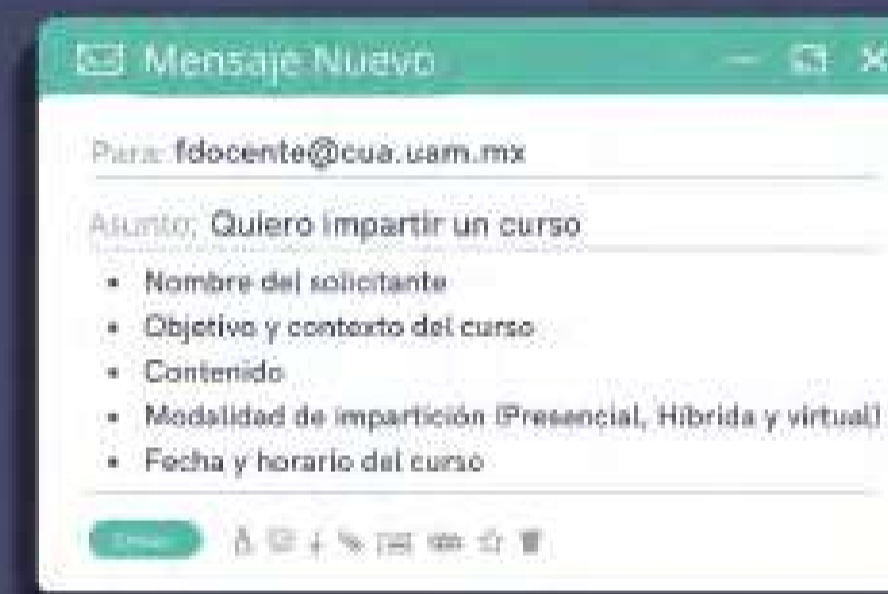 Mensaje Nuevo
Para: fdocente@cua.uam.mx
Asunto: Quiero impartir un curso
• Nombre del solicitante
• Objetivo y contexto del curso
• Contenido
• Modalidad de impartición (Presencial, Híbrida y virtual)
• Fecha y horario del curso